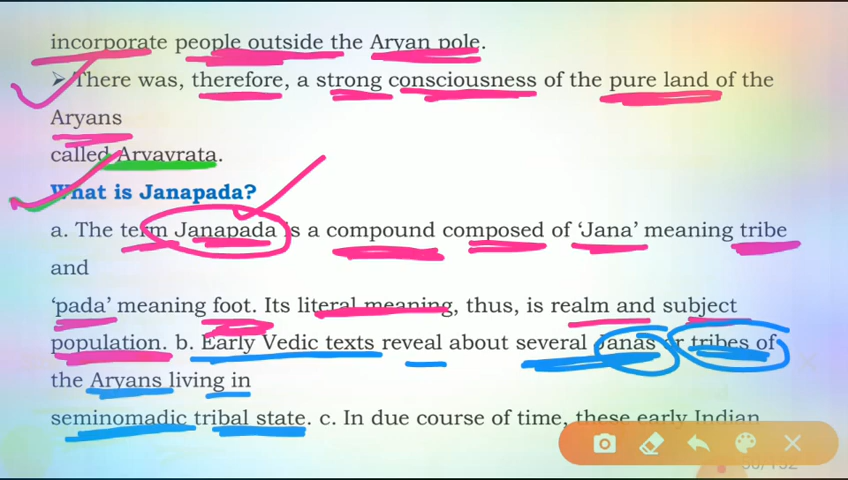 incorporate people outside the Aryan pole.
➢ There was, therefore, a strong consciousness of the pure land of the
Aryans
called Aryavrata.
What is Janapada?
a. The term Janapada is a compound composed of ‘Jana’ meaning tribe
and
‘pada’ meaning foot. Its literal meaning, thus, is realm and subject
population. b. Early Vedic texts reveal about several Janas or tribes of
the Aryans living in
seminomadic tribal state. c. In due course of time, these early Indian